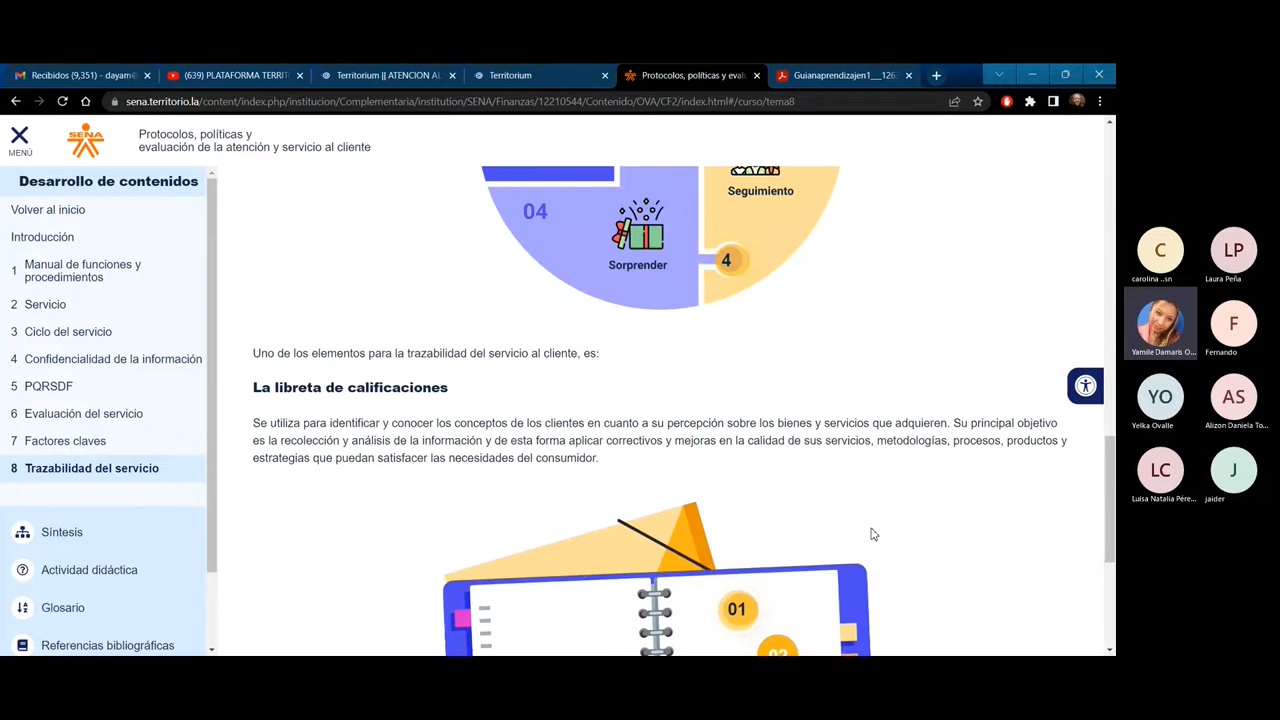 Recibidos (9,351) - dayam@
(639) PLATAFORMA TERRIT
Territorium || ATENCION AL
Territorium
Protocolos, políticas y eval
Guianaprendizajen1___126
sena.territorio.la/content/index.php/institucion/Complementaria/institution/SENA/Finanzas/12210544/Contenido/OVA/CF2/index.html#/curso/tema8
MENÚ
SENA
Protocolos, políticas y
evaluación de la atención y servicio al cliente
Desarrollo de contenidos
Volver al inicio
Introducción
1 Manual de funciones y
procedimientos
2 Servicio
3 Ciclo del servicio
4 Confidencialidad de la información
5 PQRSDF
6 Evaluación del servicio
7 Factores claves
8 Trazabilidad del servicio
Síntesis
Actividad didáctica
Glosario
Referencias bibliográficas
Seguimiento
04
Sorprender
4
Uno de los elementos para la trazabilidad del servicio al cliente, es:
La libreta de calificaciones
Se utiliza para identificar y conocer los conceptos de los clientes en cuanto a su percepción sobre los bienes y servicios que adquieren. Su principal objetivo
es la recolección y análisis de la información y de esta forma aplicar correctivos y mejoras en la calidad de sus servicios, metodologías, procesos, productos y
estrategias que puedan satisfacer las necesidades del consumidor.
01
02
C
carolina ..sn
LP
Laura Peña
Yamile Damaris O...
F
Fernando
YO
Yelka Ovalle
AS
Alizon Daniela To...
LC
Luisa Natalia Pére...
J
jaider